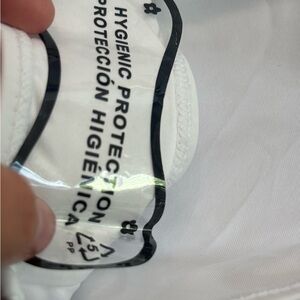 HYGIENIC PROTECTION
PROTECCIÓN HIGIÉNICA
5
PP